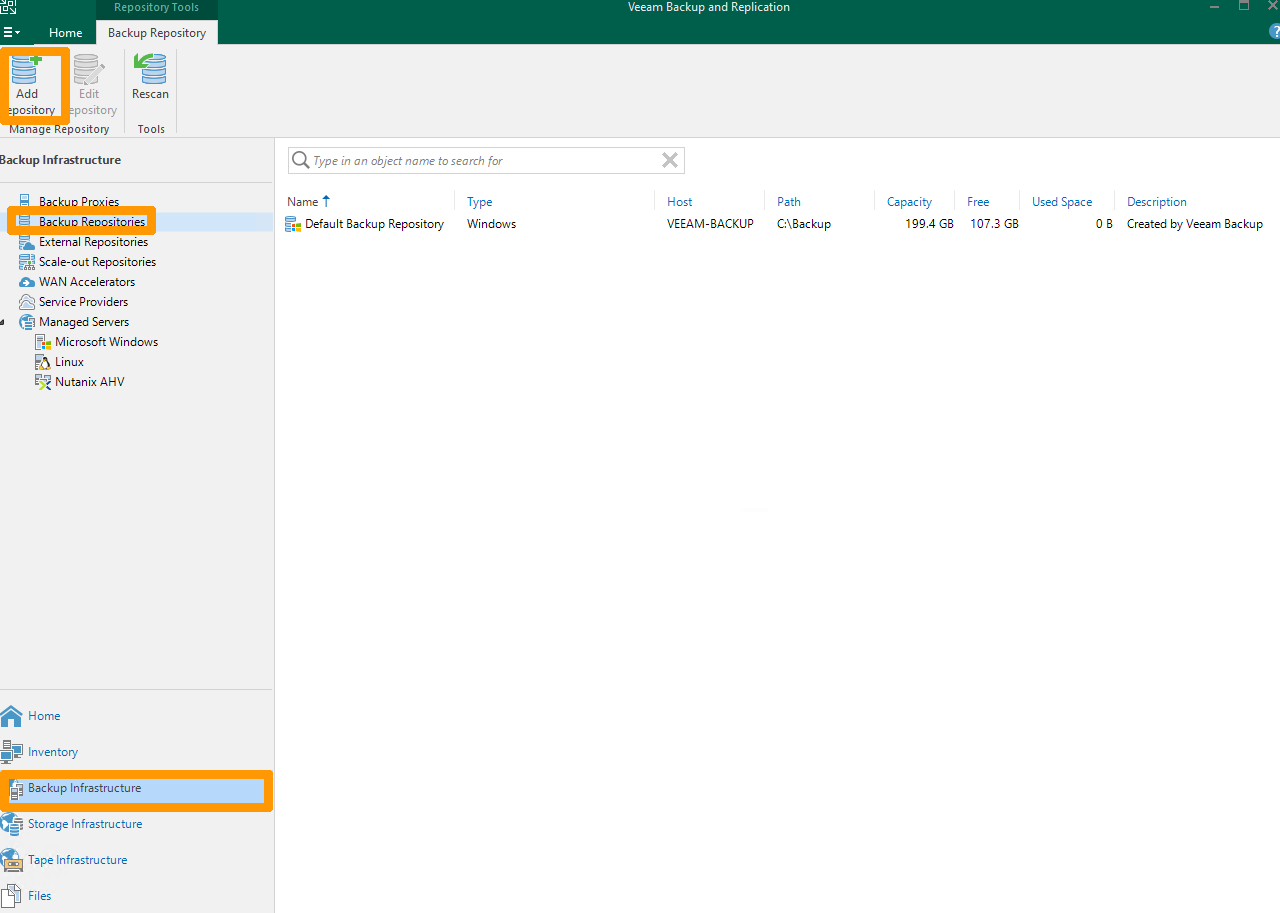 Repository Tools
Veeam Backup and Replication
Home
Backup Repository
Add
epository
Edit
epository
Rescan
Manage Repository
Tools
Backup Infrastructure
Backup Proxies
Backup Repositories
External Repositories
Scale-out Repositories
WAN Accelerators
Service Providers
Managed Servers
Microsoft Windows
Linux
Nutanix AHV
Type in an object name to search for
Name Type Host Path Capacity Free Used Space Description
Default Backup Repository Windows VEEAM-BACKUP C:\Backup 199.4 GB 107.3 GB 0 B Created by Veeam Backup
Home
Inventory
Backup Infrastructure
Storage Infrastructure
Tape Infrastructure
Files